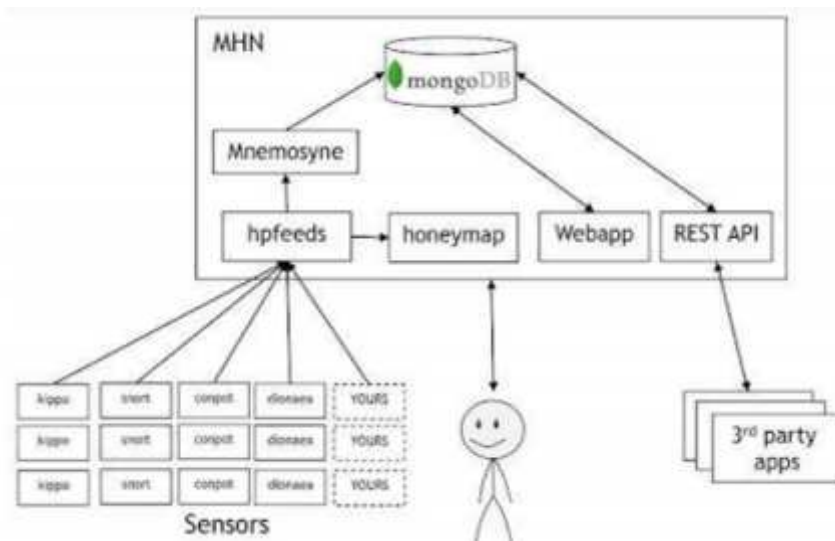 MHN
mongoDB
Mnemosyne
hpfeeds
honeymap
Webapp
REST API
kippo snort conpot dionaea YOURS
kippo snort conpot dionaea YOURS
kippo snort conpot dionaea YOURS
Sensors
3rd party
apps